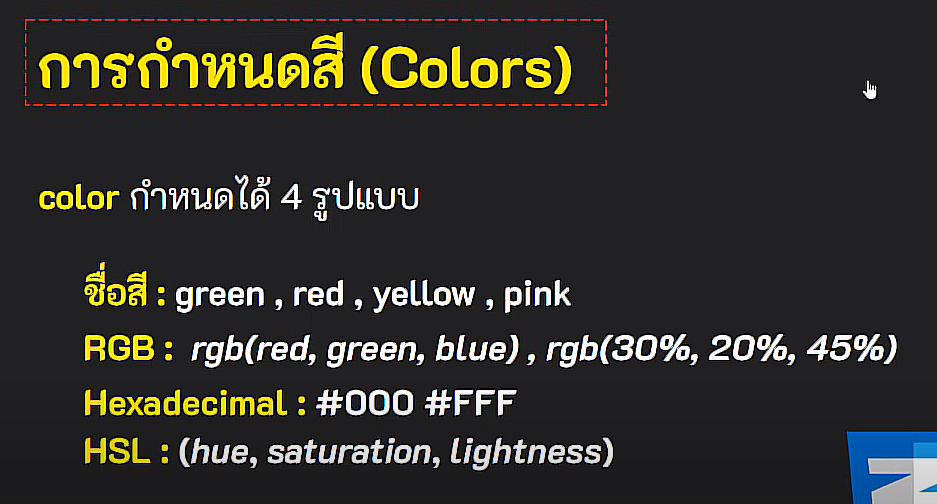 การกำหนดสี (Colors)
color กำหนดได้ 4 รูปแบบ
ชื่อสี : green , red , yellow , pink
RGB : rgb(red, green, blue) , rgb(30%, 20%, 45%)
Hexadecimal : #000 #FFF
HSL : (hue, saturation, lightness)